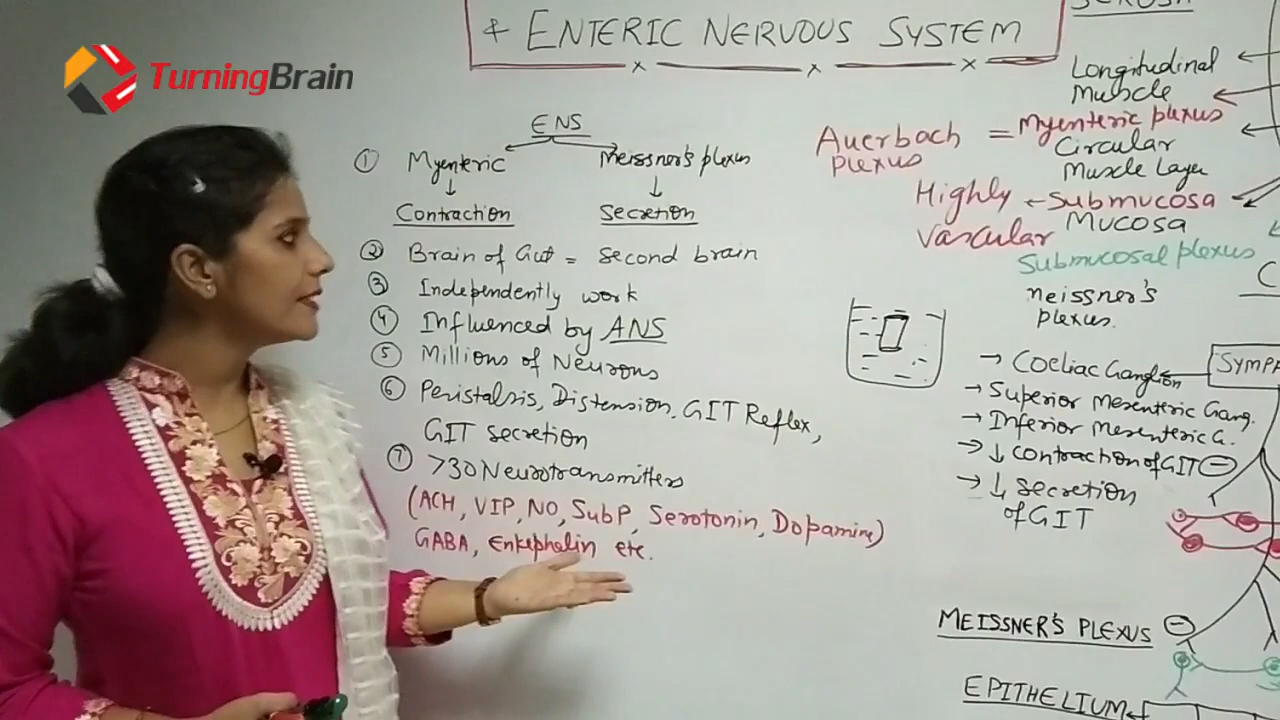 TurningBrain
+ ENTERIC NERVOUS SYSTEM
ENS
① Myenteric Meissner's plexus
Contraction Secretion
② Brain of Gut = Second brain
③ Independently work
④ Influenced by ANS
⑤ Millions of Neurons
⑥ Peristalsis, Distension, GIT Reflex,
GIT secretion
⑦ >30 Neurotransmitters
(ACH, VIP, NO, SubP, Serotonin, Dopamine)
GABA, Enkephalin etc.
Longitudinal
Muscle
Auerbach = Myenteric plexus
plexus
Circular
Muscle Layer
Highly ← Submucosa
Vascular Mucosa
Submucosal plexus
Meissner's
plexus.
→ Coeliac Ganglion
→ Superior Mesenteric Gang.
→ Inferior Mesenteric G.
→ ↓ contraction of GIT ⊖
→ ↓ secretion
of GIT
MEISSNER'S PLEXUS ⊖
EPITHELIUM